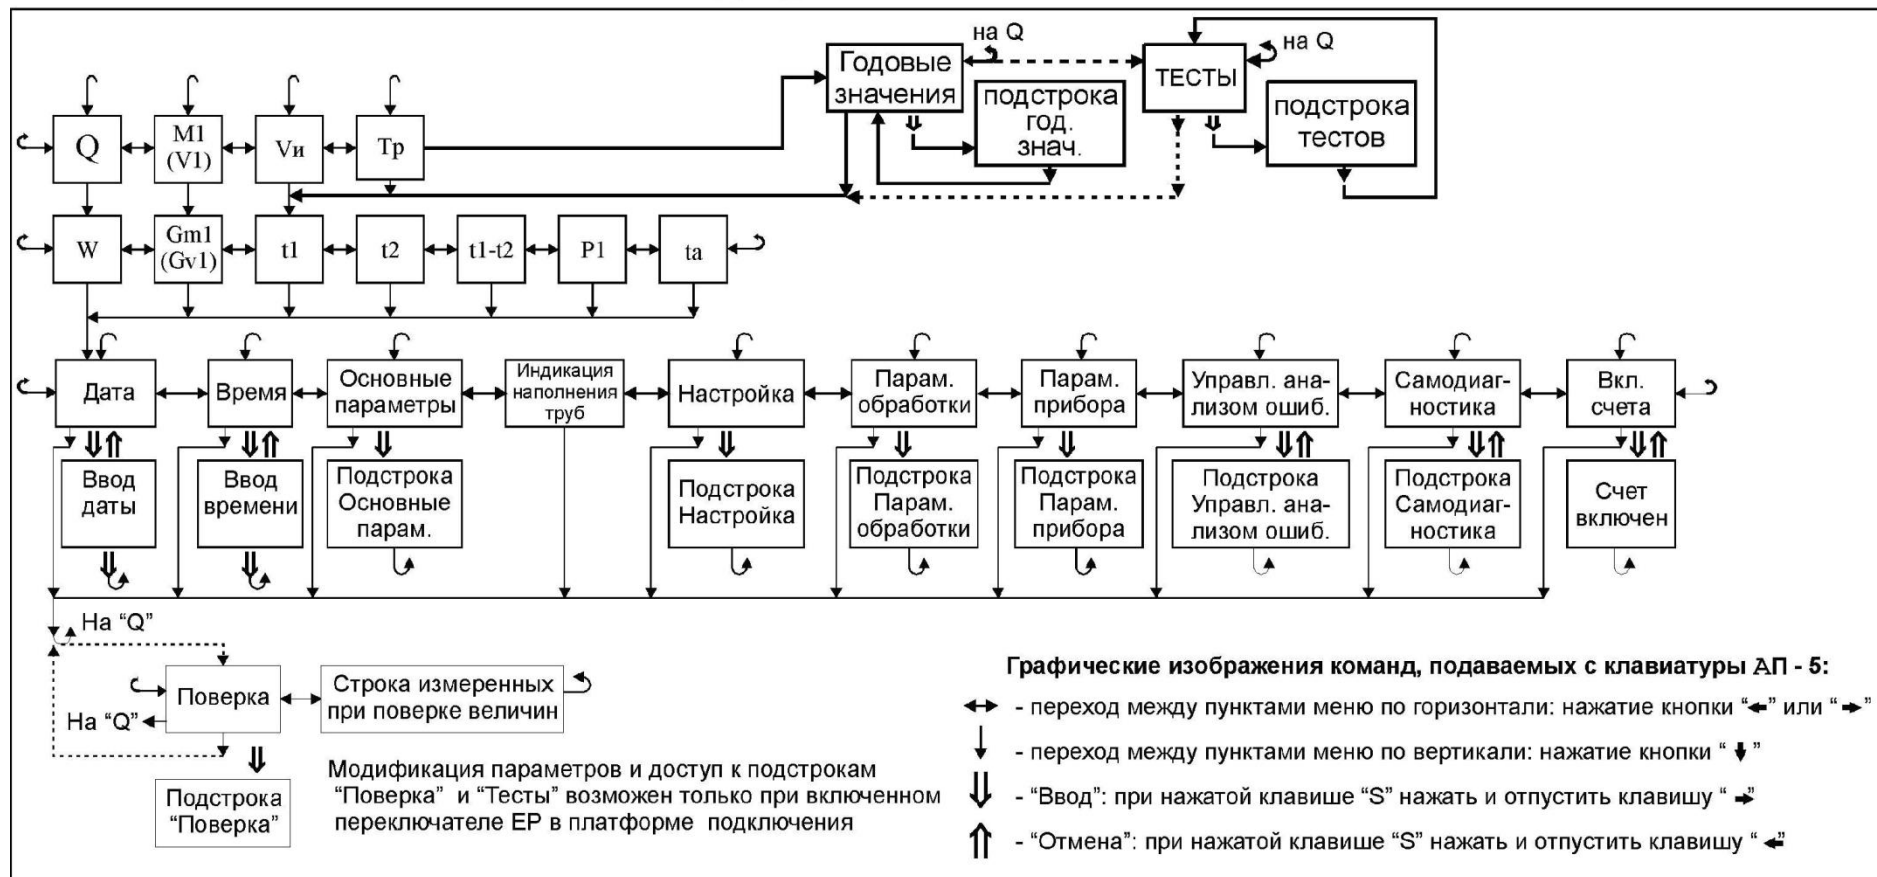 на Q
на Q
Годовые
значения
ТЕСТЫ
подстрока
год.
знач.
подстрока
тестов
Q
М1
(V1)
Vи
Тр
W
Gm1
(Gv1)
t1
t2
t1-t2
P1
ta
Дата
Время
Основные
параметры
Индикация
наполнения
труб
Настройка
Парам.
обработки
Парам.
прибора
Управл. ана-
лизом ошиб.
Самодиаг-
ностика
Вкл.
счета
Ввод
даты
Ввод
времени
Подстрока
Основные
парам.
Подстрока
Настройка
Подстрока
Парам.
обработки
Подстрока
Парам.
прибора
Подстрока
Управл. ана-
лизом ошиб.
Подстрока
Самодиаг-
ностика
Счет
включен
На “Q”
Поверка
Строка измеренных
при поверке величин
На “Q”
Подстрока
“Поверка”
Модификация параметров и доступ к подстрокам
“Поверка” и “Тесты” возможен только при включенном
переключателе ЕР в платформе подключения
Графические изображения команд, подаваемых с клавиатуры АП - 5:
↔ - переход между пунктами меню по горизонтали: нажатие кнопки “←” или “→”
↓ - переход между пунктами меню по вертикали: нажатие кнопки “↓”
⇓ - “Ввод”: при нажатой клавише “S” нажать и отпустить клавишу “→”
⇑ - “Отмена”: при нажатой клавише “S” нажать и отпустить клавишу “←”